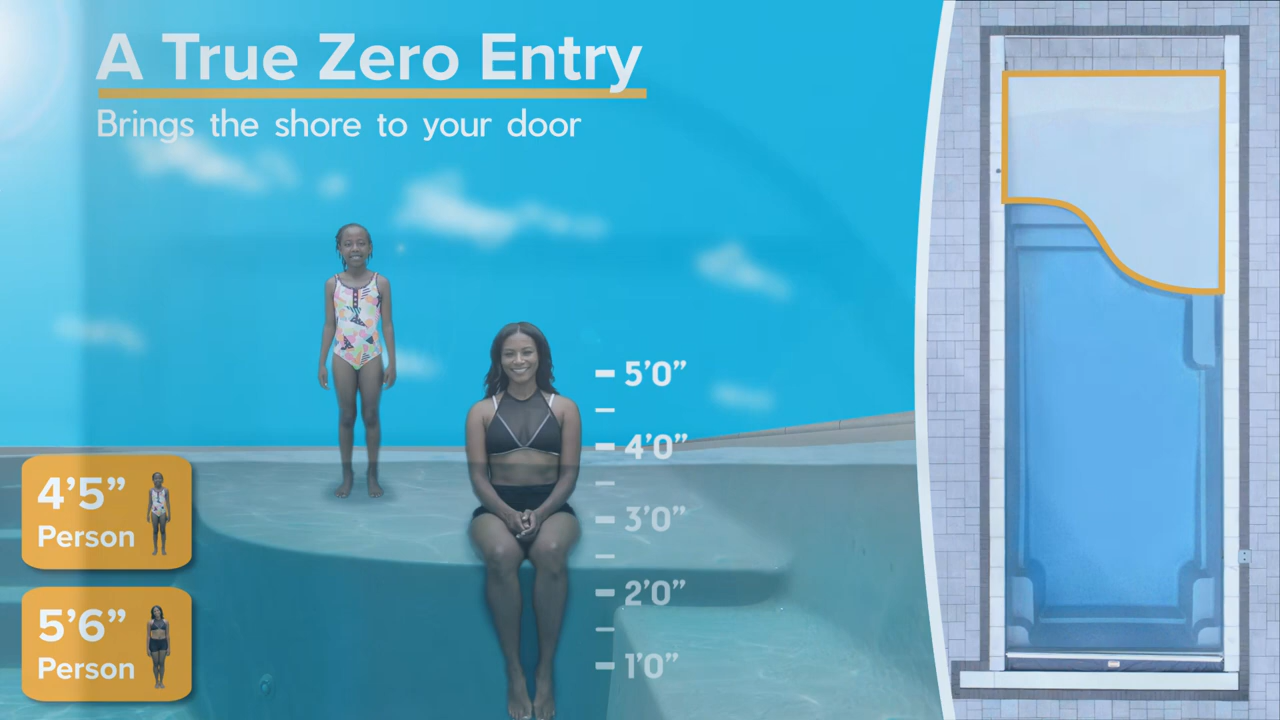 A True Zero Entry
Brings the shore to your door
5'0”
4'0”
3'0”
2'0”
1'0”
4'5”
Person
5'6”
Person